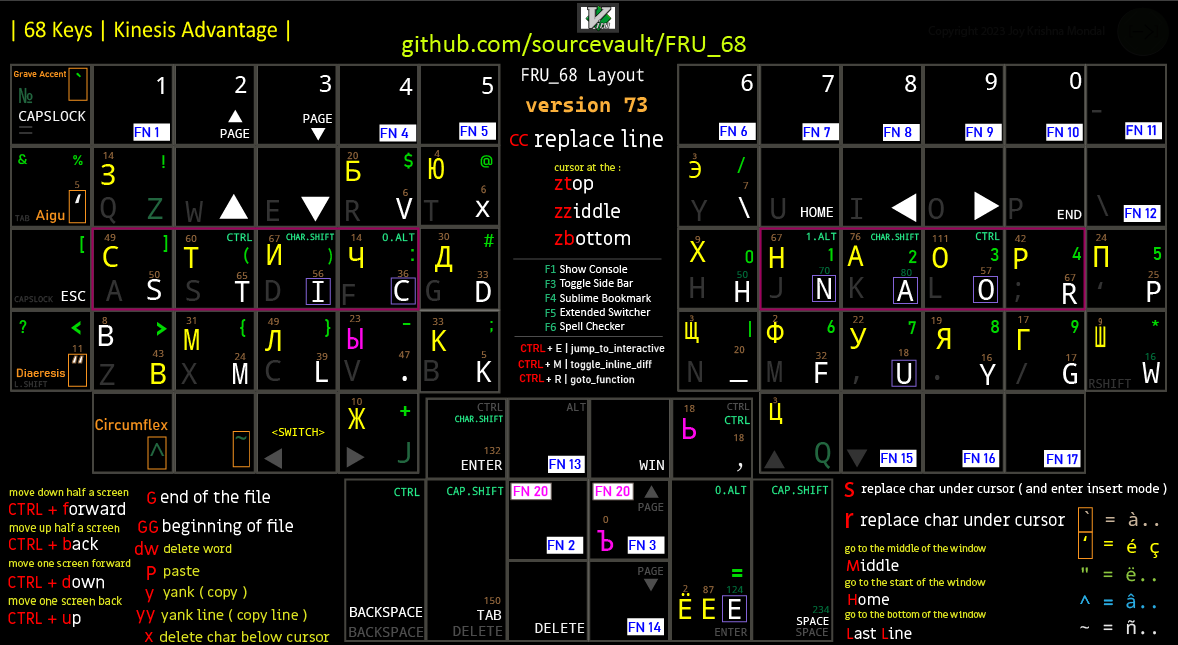 | 68 Keys | Kinesis Advantage |
VIM
github.com/sourcevault/FRU_68
Copyright 2023 Joy Krishna Mondal
Grave Accent `
№
CAPSLOCK
1
FN 1
2
PAGE
3
PAGE
4
FN 4
5
FN 5
FRU_68 Layout
version 73
cc replace line
cursor at the :
ztop
zziddle
zbottom
F1 Show Console
F3 Toggle Side Bar
F4 Sublime Bookmark
F5 Extended Switcher
F6 Spell Checker
CTRL + E | jump_to_interactive
CTRL + M | toggle_inline_diff
CTRL + R | goto_function
6
FN 6
7
FN 7
8
FN 8
9
FN 9
0
FN 10
-
FN 11
& %
5
TAB Aigu ‘
14 !
З
Q Z
W
E
20 $
Б
6
R V
4 @
Ю
6
T X
3 /
Э
7
Y \
U HOME
I
O
P END
\ FN 12
[
CAPSLOCK ESC
49 ]
С
50
A S
60 CTRL
Т (
65
S T
67 CHAR.SHIFT
И )
56
D I
14 0.ALT
Ч :
36
F C
30 #
Д
33
G D
9
Х 0
50
H H
67 1.ALT
Н 1
70
J N
76 CHAR.SHIFT
А 2
80
K A
111 CTRL
О 3
57
L O
42
Р 4
67
; R
24
П 5
25
‘ P
? <
11
Diaeresis "
L.SHIFT
8
В >
43
Z B
31
М {
24
X M
49
Л }
39
C L
23
Ы -
47
V .
33
К ;
5
B K
Щ |
20
N _
2
Ф 6
32
M F
22
У 7
18
, U
19
Я 8
16
. Y
17
Г 9
17
/ G
9
Ш *
16
RSHIFT W
Circumflex
^
~
<SWITCH>
10
Ж +
J
CTRL
CHAR.SHIFT
132
ENTER
ALT
FN 13
WIN
18 CTRL
Ь CTRL
18
,
Ц
Q
FN 15
FN 16
FN 17
CTRL
BACKSPACE
BACKSPACE
CAP.SHIFT
150
TAB
DELETE
FN 20
FN 2
FN 20
PAGE
0
Ъ FN 3
DELETE
PAGE
FN 14
0.ALT
=
2 87 124
Ё Е E
ENTER
CAP.SHIFT
234
SPACE
SPACE
move down half a screen
CTRL + forward
move up half a screen
CTRL + back
move one screen forward
CTRL + down
move one screen back
CTRL + up
G end of the file
GG beginning of file
dw delete word
p paste
y yank ( copy )
yy yank line ( copy line )
x delete char below cursor
S replace char under cursor ( and enter insert mode )
r replace char under cursor
go to the middle of the window
Middle
go to the start of the window
Home
go to the bottom of the window
Last Line
` = à..
‘ = é ç
" = ë..
^ = â..
~ = ñ..